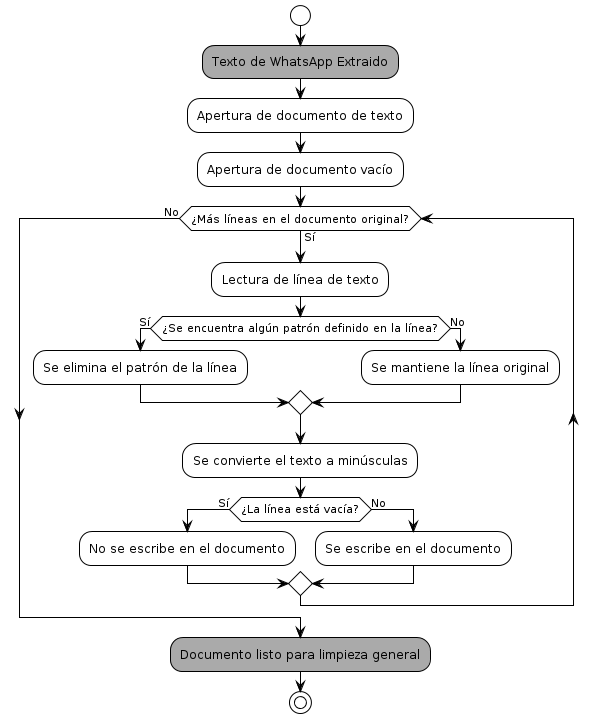 Texto de WhatsApp Extraido
Apertura de documento de texto
Apertura de documento vacío
No
¿Más líneas en el documento original?
Sí
Lectura de línea de texto
Sí
¿Se encuentra algún patrón definido en la línea?
No
Se elimina el patrón de la línea
Se mantiene la línea original
Se convierte el texto a minúsculas
Sí
¿La línea está vacía?
No
No se escribe en el documento
Se escribe en el documento
Documento listo para limpieza general